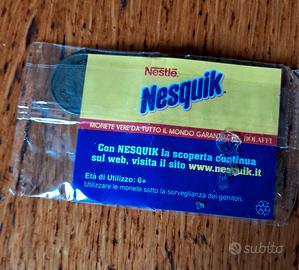 Nestlé
Nesquik
MONETE VERE DA TUTTO IL MONDO GARANTITE BOLAFFI
Con NESQUIK la scoperta continua
sul web, visita il sito www.nesquik.it
Età di Utilizzo: 6+
Utilizzare le monete sotto la sorveglianza dei genitori.
subito